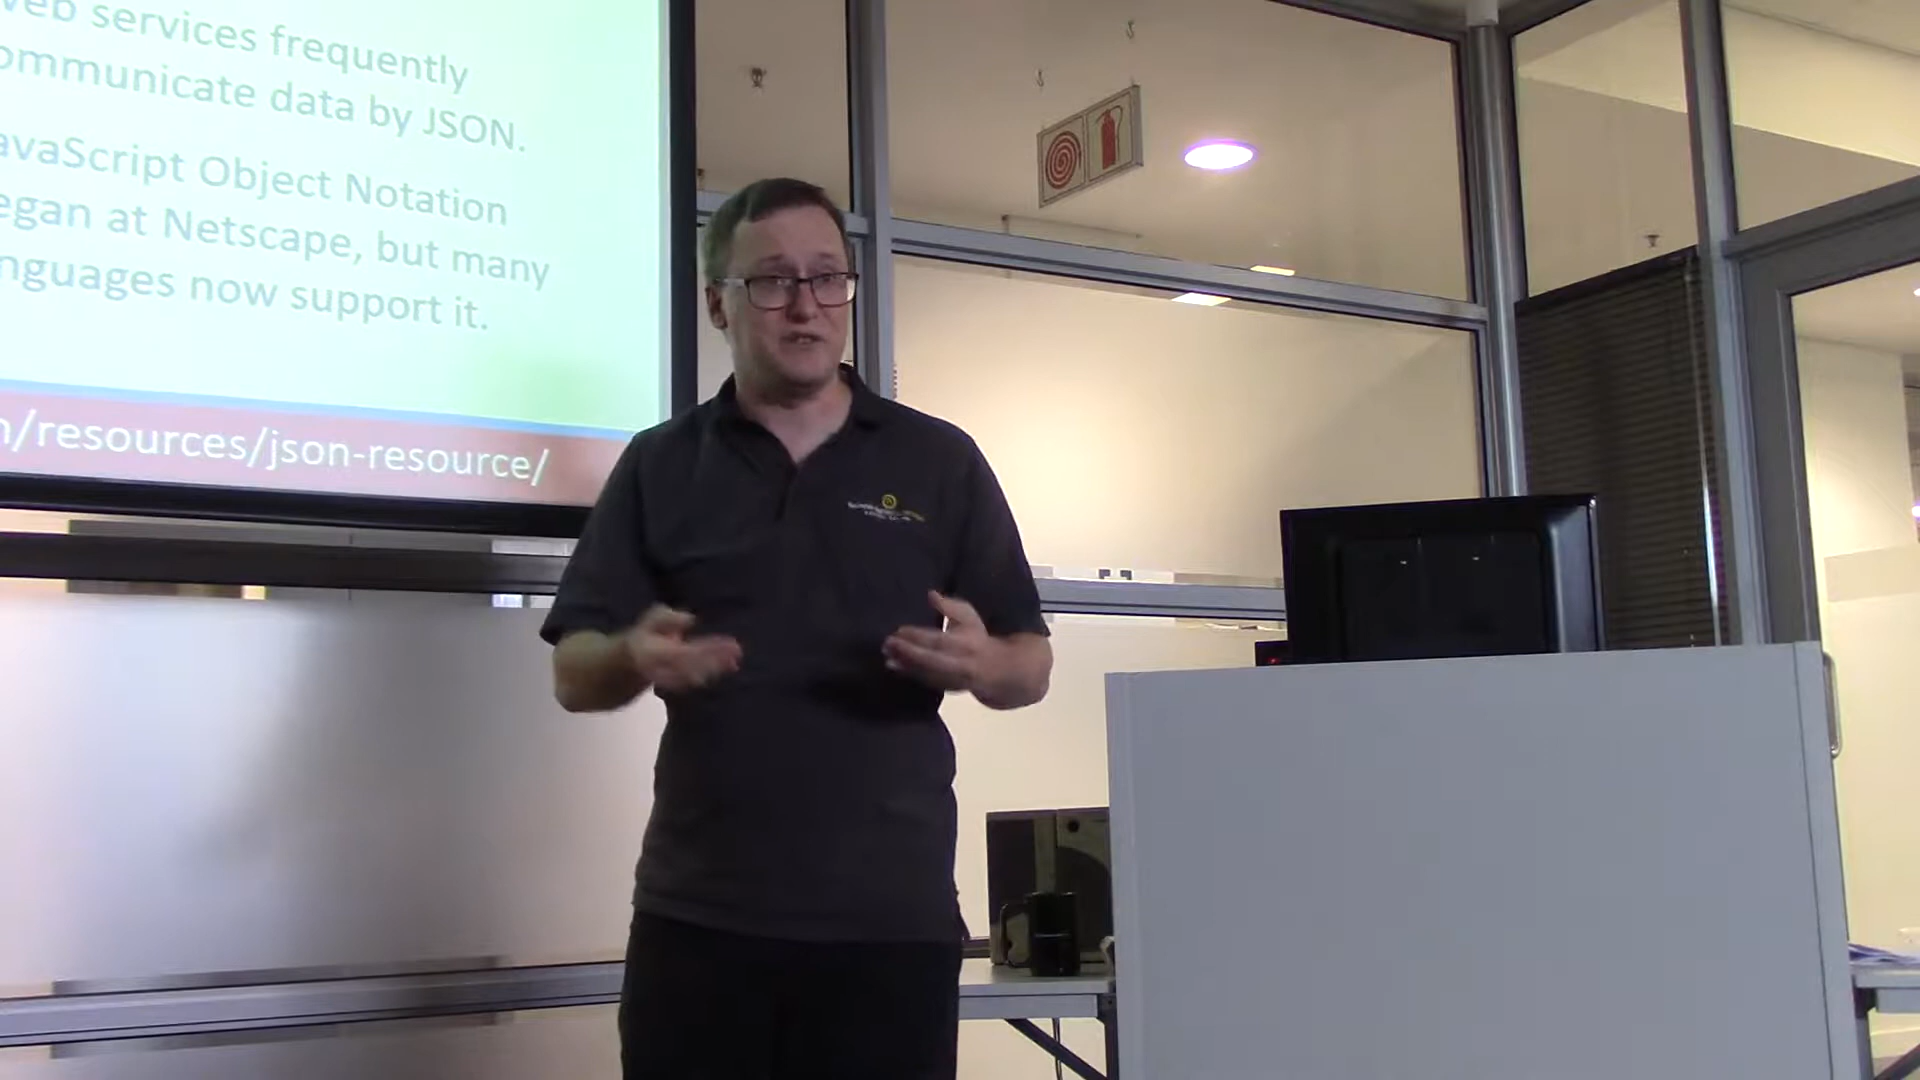 web services frequently
ommunicate data by JSON.
avaScript Object Notation
egan at Netscape, but many
nguages now support it.
n/resources/json-resource/